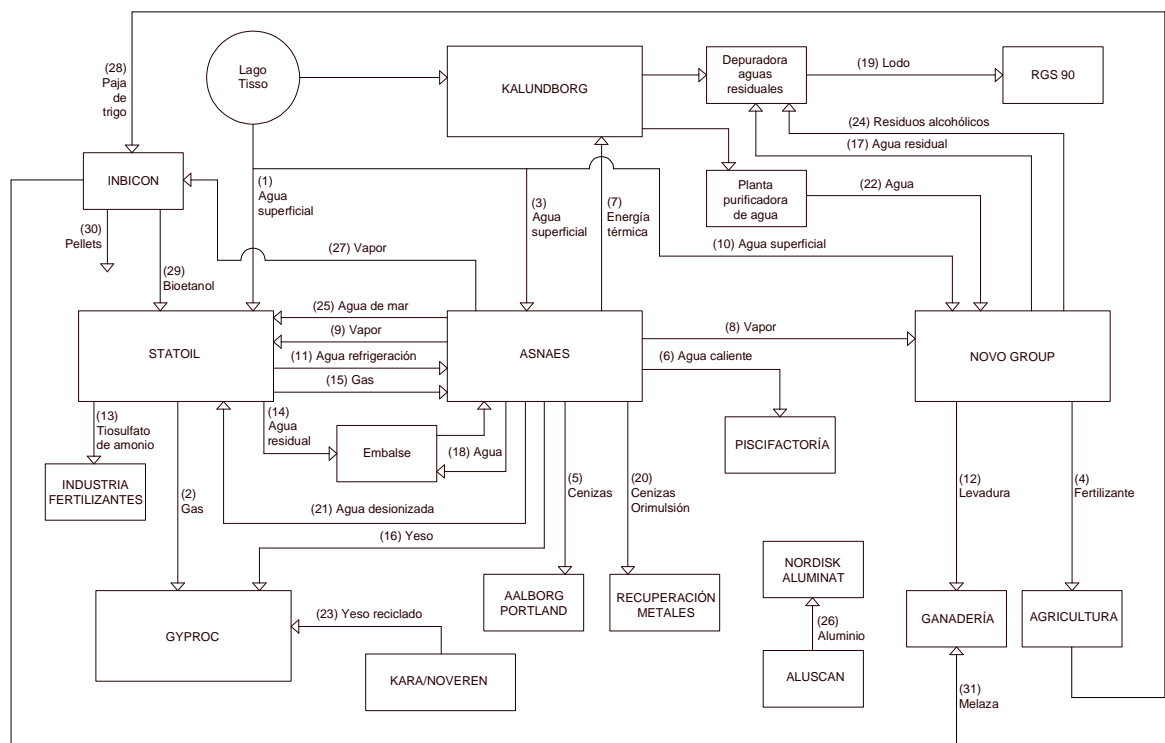 (28)
Paja
de
trigo
Lago
Tisso
KALUNDBORG
Depuradora
aguas
residuales
(19) Lodo
RGS 90
(24) Residuos alcohólicos
(17) Agua residual
INBICON
(1)
Agua
superficial
(3)
Agua
superficial
(7)
Energía
térmica
Planta
purificadora
de agua
(22) Agua
(30)
Pellets
(29)
Bioetanol
(27) Vapor
(10) Agua superficial
STATOIL
(25) Agua de mar
(9) Vapor
(11) Agua refrigeración
(15) Gas
ASNAES
(8) Vapor
(6) Agua caliente
NOVO GROUP
(13)
Tiosulfato
de amonio
(14)
Agua
residual
Embalse
(18) Agua
PISCIFACTORÍA
INDUSTRIA
FERTILIZANTES
(2)
Gas
(21) Agua desionizada
(16) Yeso
(5)
Cenizas
(20)
Cenizas
Orimulsión
(12)
Levadura
(4)
Fertilizante
GYPROC
(23) Yeso reciclado
KARA/NOVEREN
AALBORG
PORTLAND
RECUPERACIÓN
METALES
NORDISK
ALUMINAT
(26)
Aluminio
ALUSCAN
GANADERÍA
AGRICULTURA
(31)
Melaza